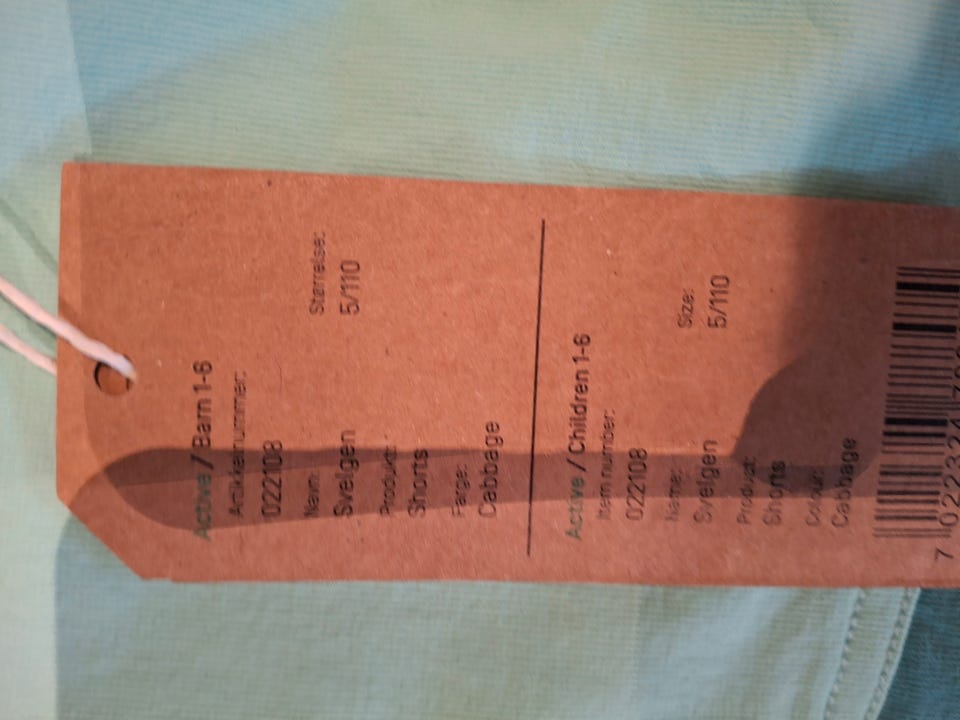 Active / Barn 1-6
Artikkelnummer:
022108
Navn: Størrelse:
Svelgen 5/110
Produkt:
Shorts
Farge:
Cabbage
Active / Children 1-6
Item number:
022108
Name: Size:
Svelgen 5/110
Product:
Shorts
Colour:
Cabbage